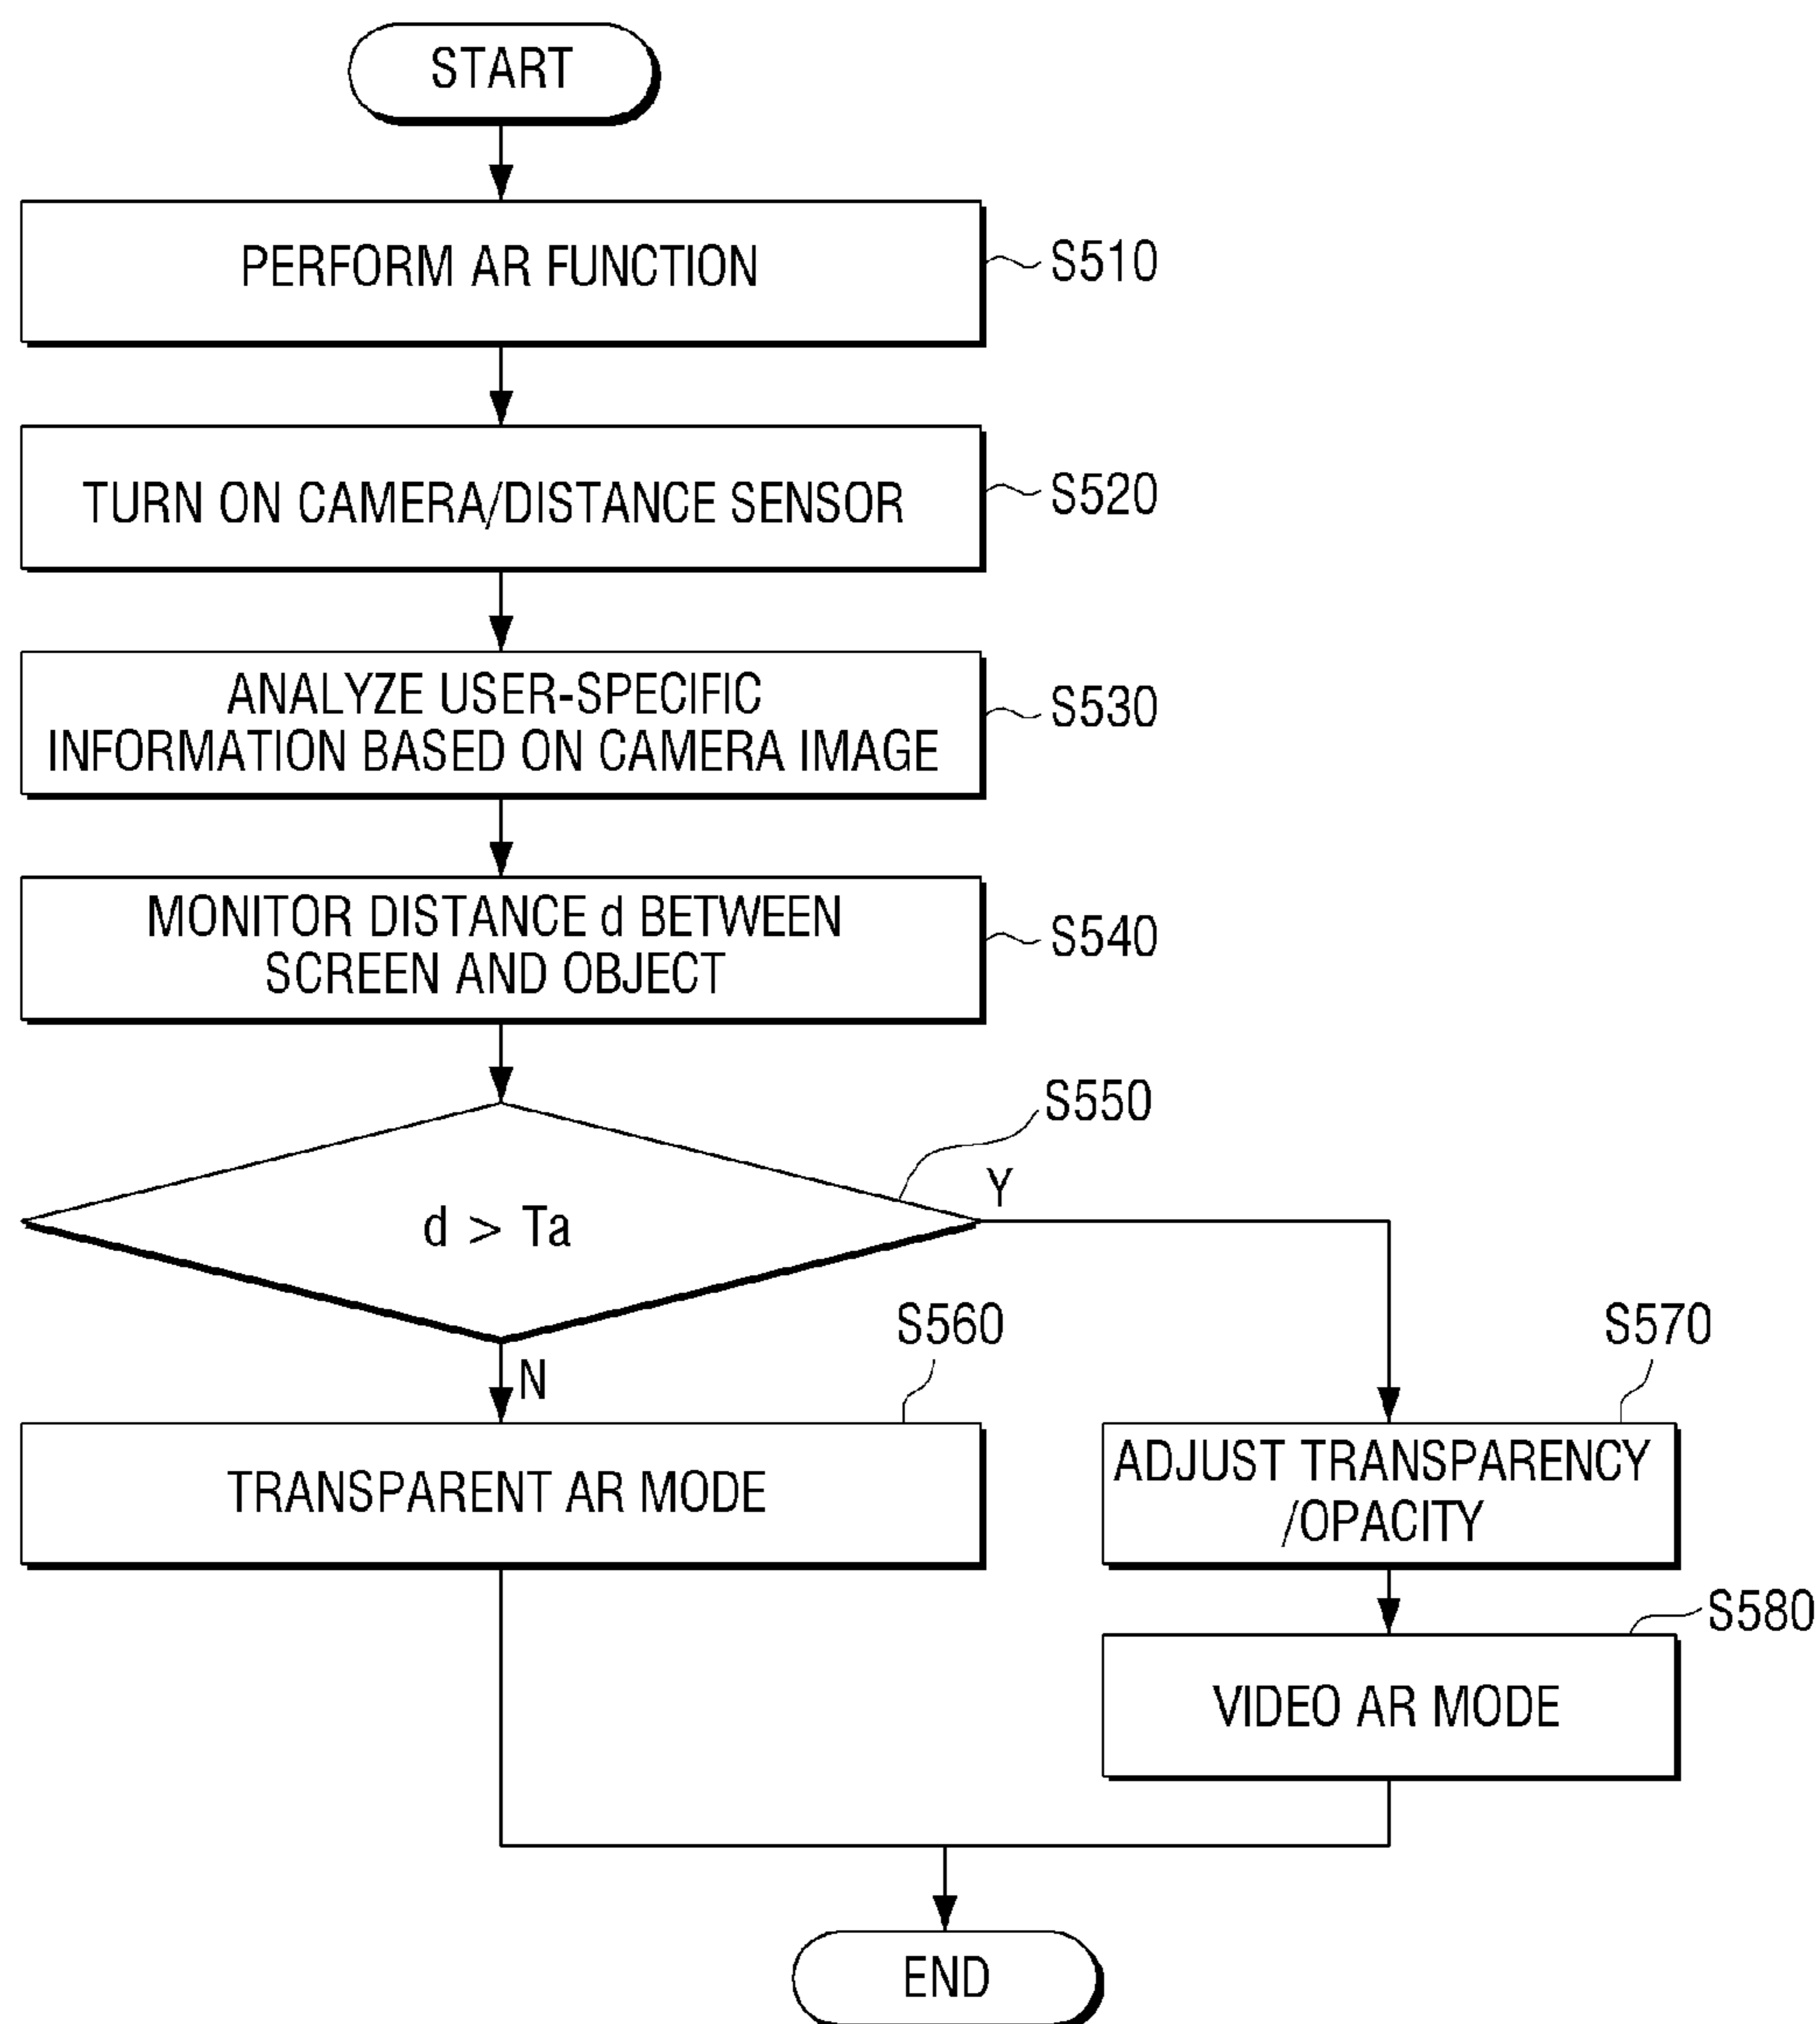 START
PERFORM AR FUNCTION
S510
TURN ON CAMERA/DISTANCE SENSOR
S520
ANALYZE USER-SPECIFIC
INFORMATION BASED ON CAMERA IMAGE
S530
MONITOR DISTANCE d BETWEEN
SCREEN AND OBJECT
S540
S550
d > Ta
Y
N
S560
TRANSPARENT AR MODE
S570
ADJUST TRANSPARENCY
/OPACITY
S580
VIDEO AR MODE
END